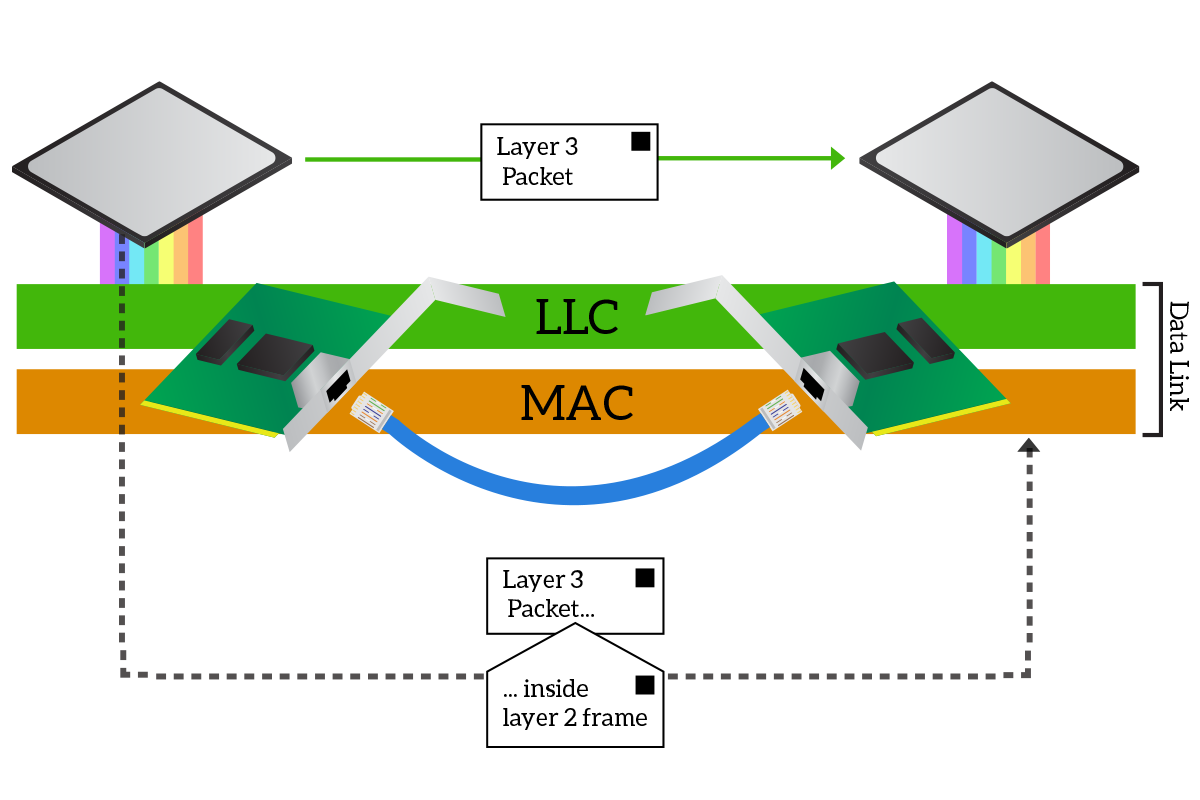 Layer 3
Packet
LLC
MAC
Data Link
Layer 3
Packet...
... inside
layer 2 frame